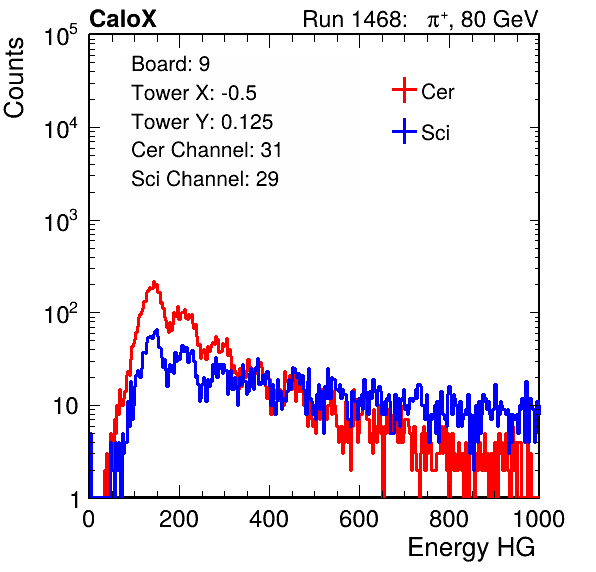 CaloX Run 1468: π⁺, 80 GeV
Counts
10⁵
10⁴
10³
10²
10
1
Board: 9
Tower X: -0.5
Tower Y: 0.125
Cer Channel: 31
Sci Channel: 29
Cer
Sci
0 200 400 600 800 1000
Energy HG